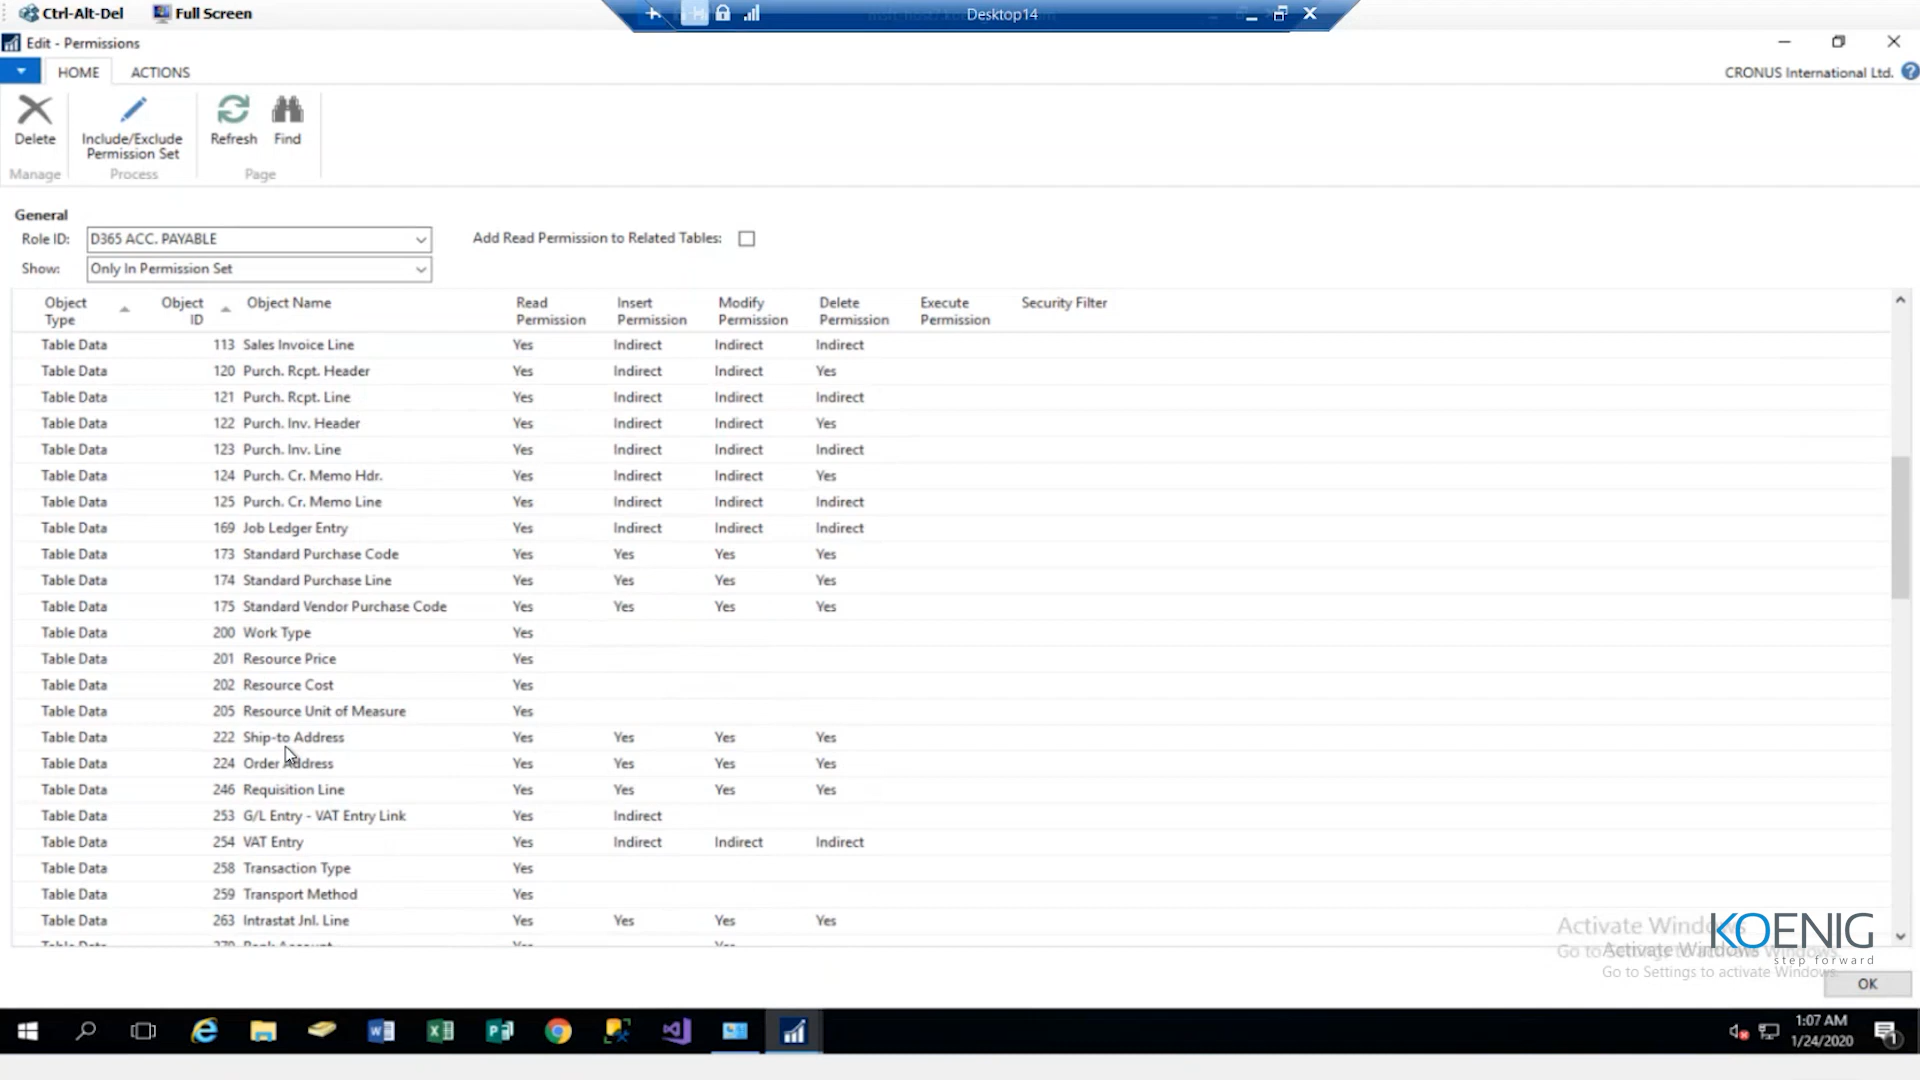 Ctrl-Alt-Del Full Screen Desktop14
Edit - Permissions
HOME ACTIONS CRONUS International Ltd.
Delete Include/Exclude Permission Set Refresh Find
Manage Process Page
General
Role ID: D365 ACC. PAYABLE Add Read Permission to Related Tables:
Show: Only In Permission Set
Object Type Object ID Object Name Read Permission Insert Permission Modify Permission Delete Permission Execute Permission Security Filter
Table Data 113 Sales Invoice Line Yes Indirect Indirect Indirect
Table Data 120 Purch. Rcpt. Header Yes Indirect Indirect Yes
Table Data 121 Purch. Rcpt. Line Yes Indirect Indirect Indirect
Table Data 122 Purch. Inv. Header Yes Indirect Indirect Yes
Table Data 123 Purch. Inv. Line Yes Indirect Indirect Indirect
Table Data 124 Purch. Cr. Memo Hdr. Yes Indirect Indirect Yes
Table Data 125 Purch. Cr. Memo Line Yes Indirect Indirect Indirect
Table Data 169 Job Ledger Entry Yes Indirect Indirect Indirect
Table Data 173 Standard Purchase Code Yes Yes Yes Yes
Table Data 174 Standard Purchase Line Yes Yes Yes Yes
Table Data 175 Standard Vendor Purchase Code Yes Yes Yes Yes
Table Data 200 Work Type Yes
Table Data 201 Resource Price Yes
Table Data 202 Resource Cost Yes
Table Data 205 Resource Unit of Measure Yes
Table Data 222 Ship-to Address Yes Yes Yes Yes
Table Data 224 Order Address Yes Yes Yes Yes
Table Data 246 Requisition Line Yes Yes Yes Yes
Table Data 253 G/L Entry - VAT Entry Link Yes Indirect
Table Data 254 VAT Entry Yes Indirect Indirect Indirect
Table Data 258 Transaction Type Yes
Table Data 259 Transport Method Yes
Table Data 263 Intrastat Jnl. Line Yes Yes Yes Yes
Table Data 270 Bank Account Yes Yes
Activate Windows
KOENIG
step forward
Activate Windows
Go to Settings to activate Windows.
OK
1:07 AM
1/24/2020